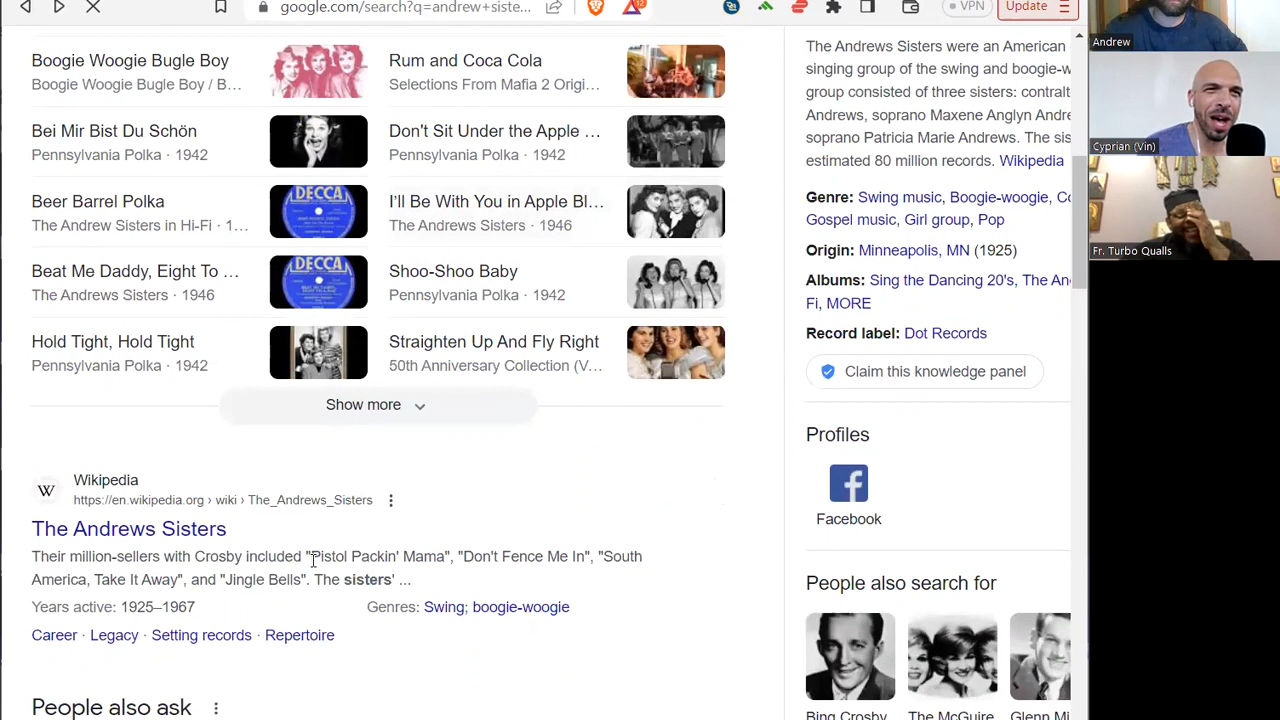 google.com/search?q=andrew+siste...
12
VPN
Update
Boogie Woogie Bugle Boy
Boogie Woogie Bugle Boy / B...
Rum and Coca Cola
Selections From Mafia 2 Origi...
Bei Mir Bist Du Schön
Pennsylvania Polka · 1942
Don't Sit Under the Apple ...
Pennsylvania Polka · 1942
Beer Barrel Polka
The Andrew Sisters in Hi-Fi · 1...
DECCA
I'll Be With You in Apple Bl...
The Andrews Sisters · 1946
Beat Me Daddy, Eight To ...
The Andrews Sisters · 1946
DECCA
Shoo-Shoo Baby
Pennsylvania Polka · 1942
Hold Tight, Hold Tight
Pennsylvania Polka · 1942
Straighten Up And Fly Right
50th Anniversary Collection (V...
Show more
Wikipedia
https://en.wikipedia.org › wiki › The_Andrews_Sisters
The Andrews Sisters
Their million-sellers with Crosby included "Pistol Packin' Mama", "Don't Fence Me In", "South
America, Take It Away", and "Jingle Bells". The sisters' ...
Years active: 1925–1967
Genres: Swing; boogie-woogie
Career · Legacy · Setting records · Repertoire
People also ask
The Andrews Sisters were an American
singing group of the swing and boogie-w
group consisted of three sisters: contralt
Andrews, soprano Maxene Anglyn Andre
soprano Patricia Marie Andrews. The sis
estimated 80 million records. Wikipedia
Genre: Swing music, Boogie-woogie, Co
Gospel music, Girl group, Pop
Origin: Minneapolis, MN (1925)
Albums: Sing the Dancing 20's, The An
Fi, MORE
Record label: Dot Records
Claim this knowledge panel
Profiles
Facebook
People also search for
Bing Crosby
The McGuire
Glenn Mi
Andrew
Cyprian (Vin)
Fr. Turbo Qualls